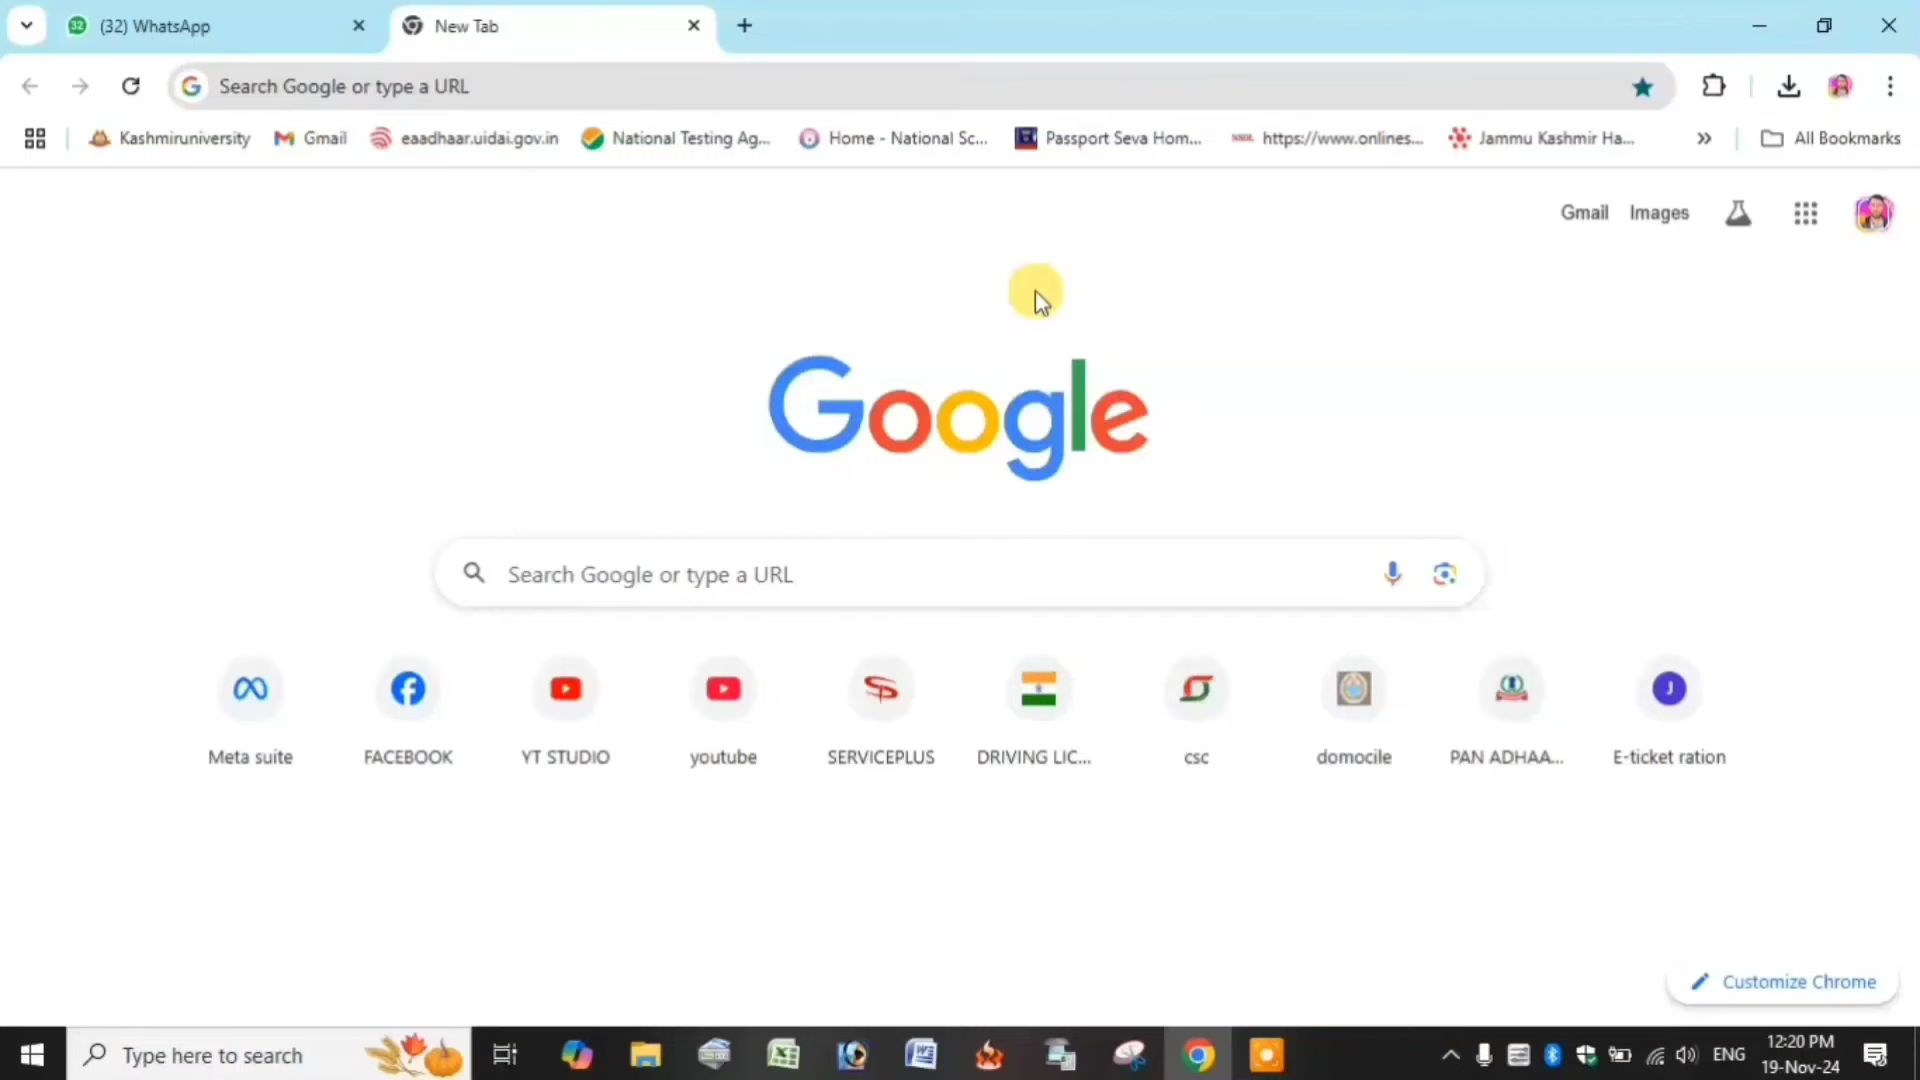 32 (32) WhatsApp
New Tab
Search Google or type a URL
Kashmiruniversity Gmail eaadhaar.uidai.gov.in National Testing Ag... Home - National Sc... Passport Seva Hom... NSDL https://www.onlines... Jammu Kashmir Ha... » All Bookmarks
Gmail Images
Google
Search Google or type a URL
J
Meta suite FACEBOOK YT STUDIO youtube SERVICEPLUS DRIVING LIC... csc domocile PAN ADHAA... E-ticket ration
Customize Chrome
Type here to search
ENG
12:20 PM
19-Nov-24